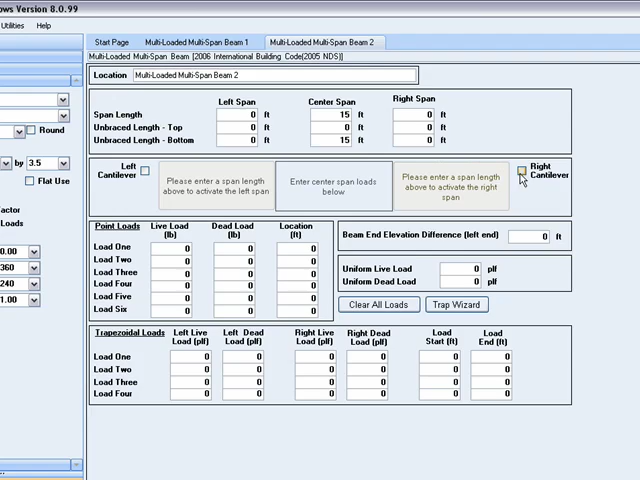 ows Version 8.0.99
Utilities Help
Start Page Multi-Loaded Multi-Span Beam 1 Multi-Loaded Multi-Span Beam 2
Multi-Loaded Multi-Span Beam [2006 International Building Code(2005 NDS)]
Location Multi-Loaded Multi-Span Beam 2
Left Span Center Span Right Span
Span Length 0 ft 15 ft 0 ft
Unbraced Length - Top 0 ft 0 ft 0 ft
Unbraced Length - Bottom 0 ft 15 ft 0 ft
Round
by 3.5
Flat Use
Left Cantilever
Please enter a span length above to activate the left span
Enter center span loads below
Please enter a span length above to activate the right span
Right Cantilever
actor
Loads
0.00
360
240
1.00
Point Loads Live Load (lb) Dead Load (lb) Location (ft)
Load One 0 0 0
Load Two 0 0 0
Load Three 0 0 0
Load Four 0 0 0
Load Five 0 0 0
Load Six 0 0 0
Beam End Elevation Difference (left end) 0 ft
Uniform Live Load 0 plf
Uniform Dead Load 0 plf
Clear All Loads Trap Wizard
Trapezoidal Loads Left Live Load (plf) Left Dead Load (plf) Right Live Load (plf) Right Dead Load (plf) Load Start (ft) Load End (ft)
Load One 0 0 0 0 0 0
Load Two 0 0 0 0 0 0
Load Three 0 0 0 0 0 0
Load Four 0 0 0 0 0 0